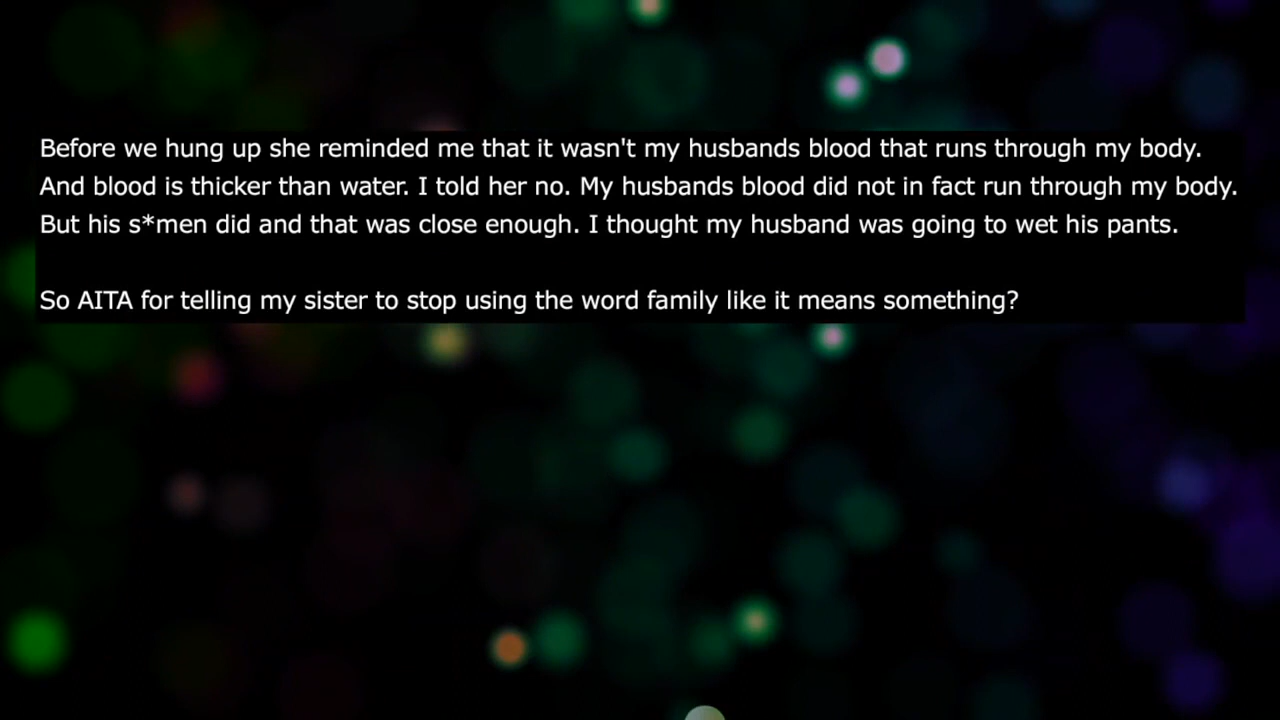 Before we hung up she reminded me that it wasn't my husbands blood that runs through my body.
And blood is thicker than water. I told her no. My husbands blood did not in fact run through my body.
But his s*men did and that was close enough. I thought my husband was going to wet his pants.
So AITA for telling my sister to stop using the word family like it means something?